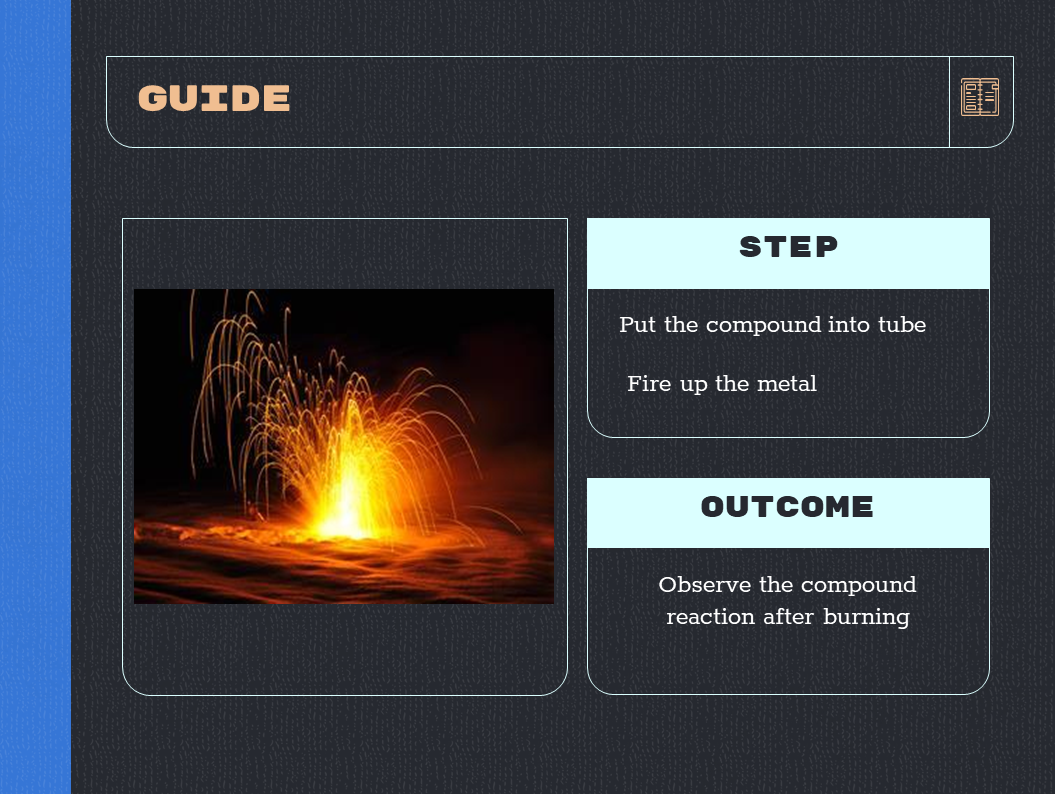 GUIDE
STEP
Put the compound into tube
Fire up the metal
OUTCOME
Observe the compound
reaction after burning